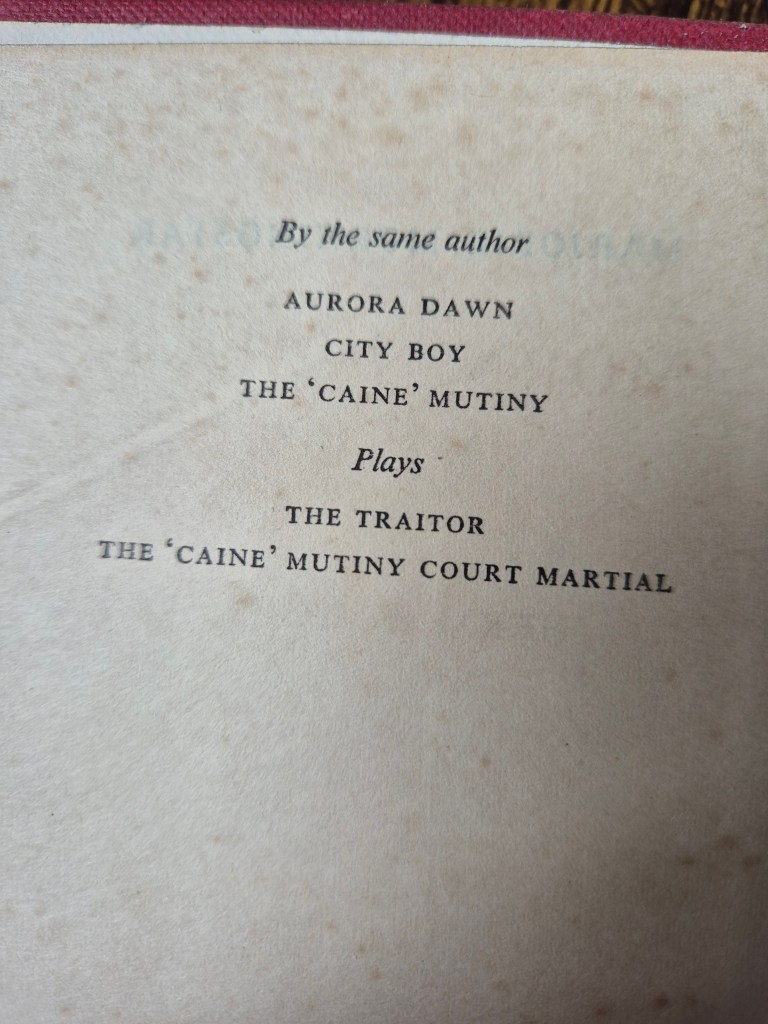 By the same author
AURORA DAWN
CITY BOY
THE ‘CAINE’ MUTINY
Plays
THE TRAITOR
THE ‘CAINE’ MUTINY COURT MARTIAL